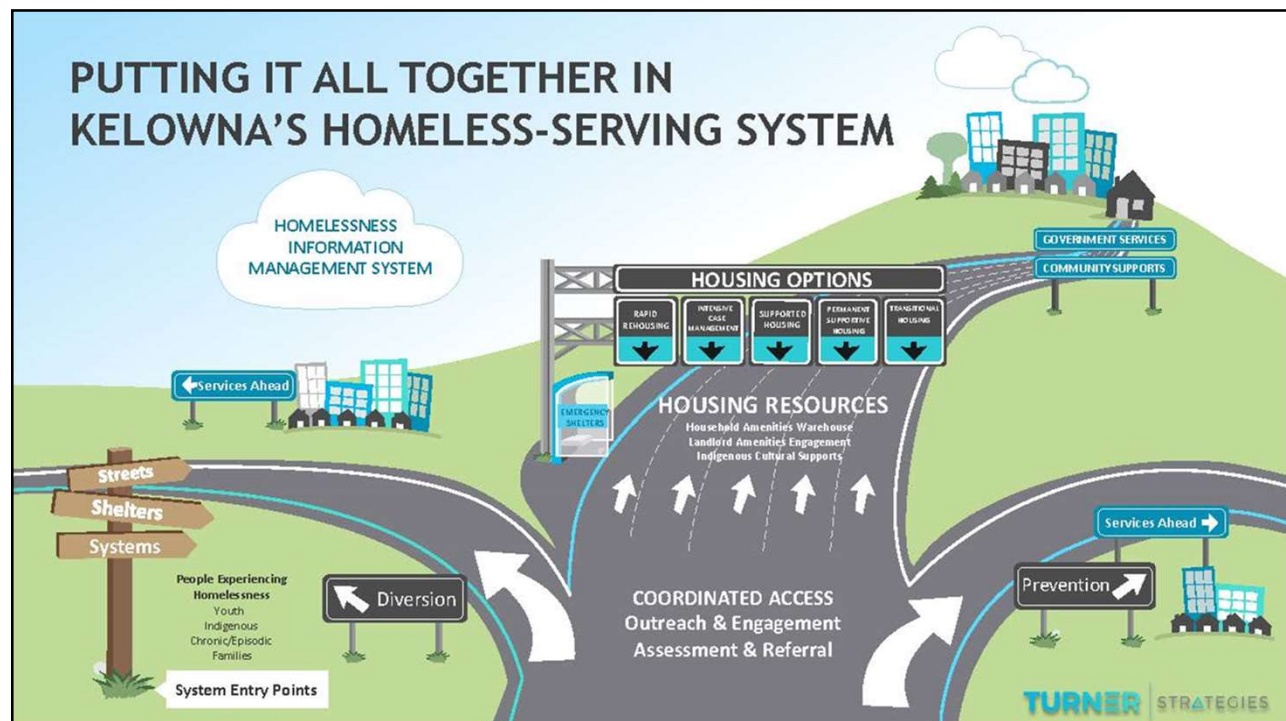 PUTTING IT ALL TOGETHER IN
KELOWNA'S HOMELESS-SERVING SYSTEM
HOMELESSNESS
INFORMATION
MANAGEMENT SYSTEM
GOVERNMENT SERVICES
COMMUNITY SUPPORTS
HOUSING OPTIONS
RAPID
REHOUSING
INTENSIVE
CASE
MANAGEMENT
SUPPORTED
HOUSING
PERMANENT
SUPPORTIVE
HOUSING
TRANSITIONAL
HOUSING
Services Ahead
EMERGENCY
SHELTERS
HOUSING RESOURCES
Household Amenities Warehouse
Landlord Amenities Engagement
Indigenous Cultural Supports
Streets
Shelters
Systems
People Experiencing
Homelessness
Youth
Indigenous
Chronic/Episodic
Families
System Entry Points
Diversion
COORDINATED ACCESS
Outreach & Engagement
Assessment & Referral
Services Ahead
Prevention
TURNER STRATEGIES